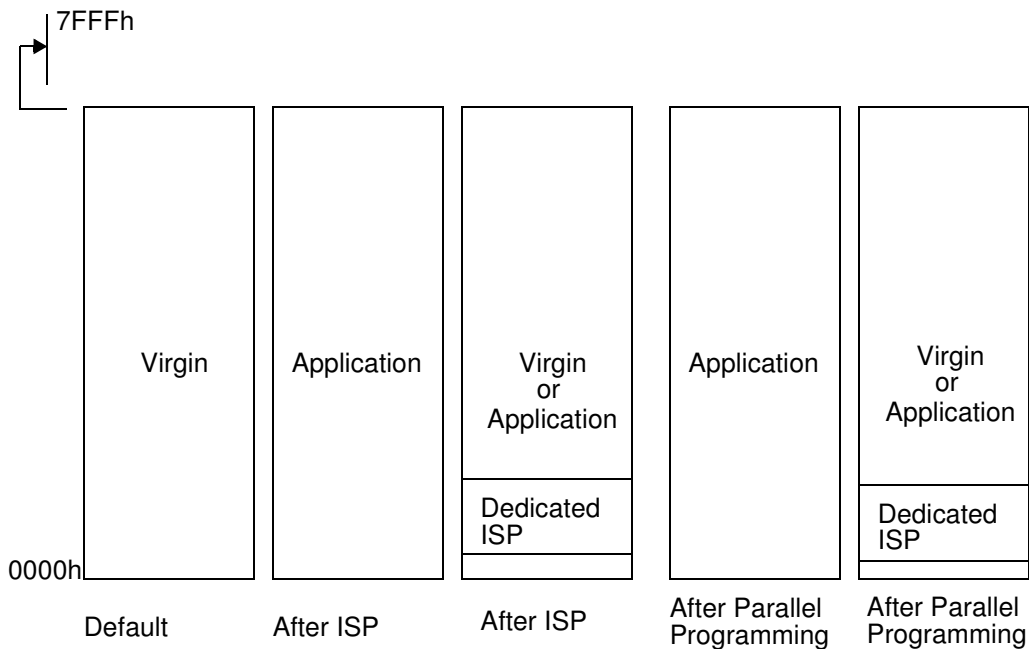 7FFFh
Virgin
Application
Virgin
or
Application
Application
Virgin
or
Application
Dedicated
ISP
Dedicated
ISP
0000h
Default
After ISP
After ISP
After Parallel
Programming
After Parallel
Programming